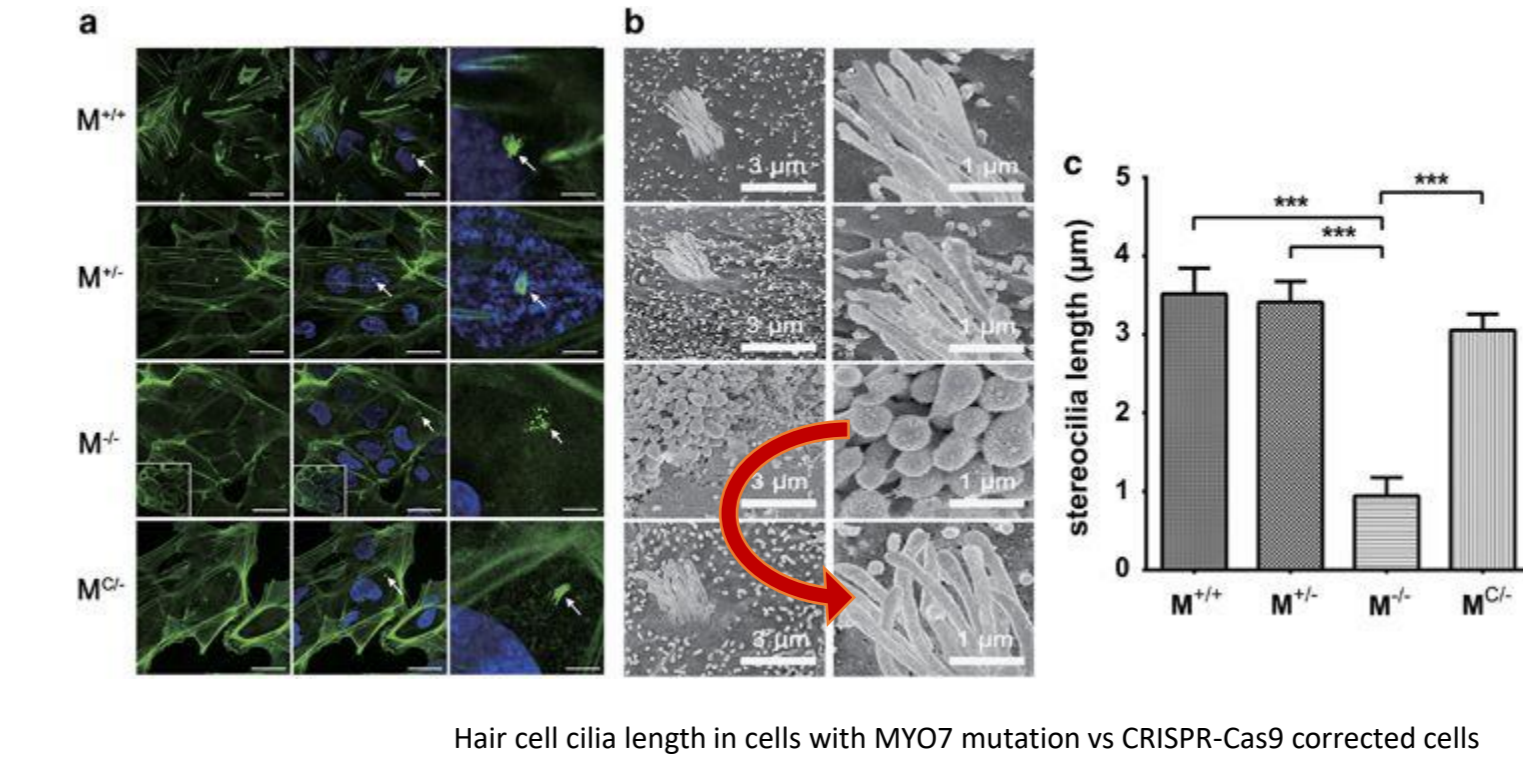 a
b
M+/+
M+/-
M-/-
MC/-
3 µm
1 µm
3 µm
1 µm
3 µm
1 µm
3 µm
1 µm
c
stereocilia length (µm)
5
4
3
2
1
0
***
***
***
M+/+
M+/-
M-/-
MC/-
Hair cell cilia length in cells with MYO7 mutation vs CRISPR-Cas9 corrected cells